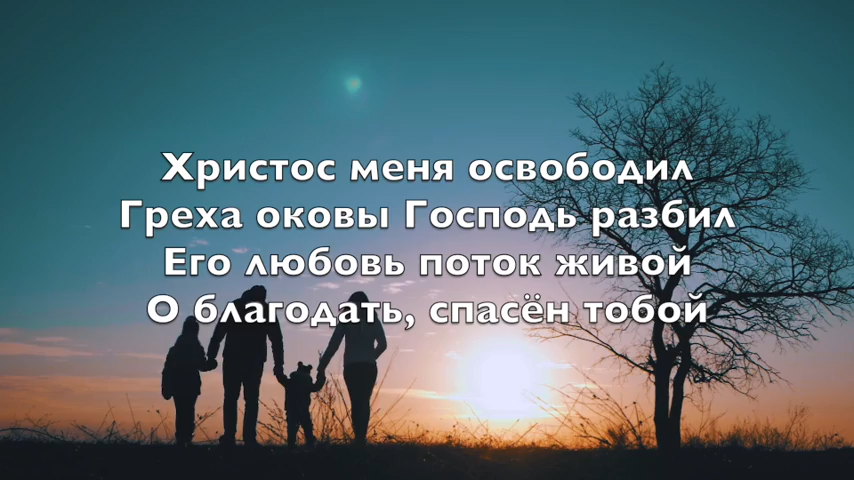 Христос меня освободил
Греха оковы Господь разбил
Его любовь поток живой
О благодать, спасён тобой